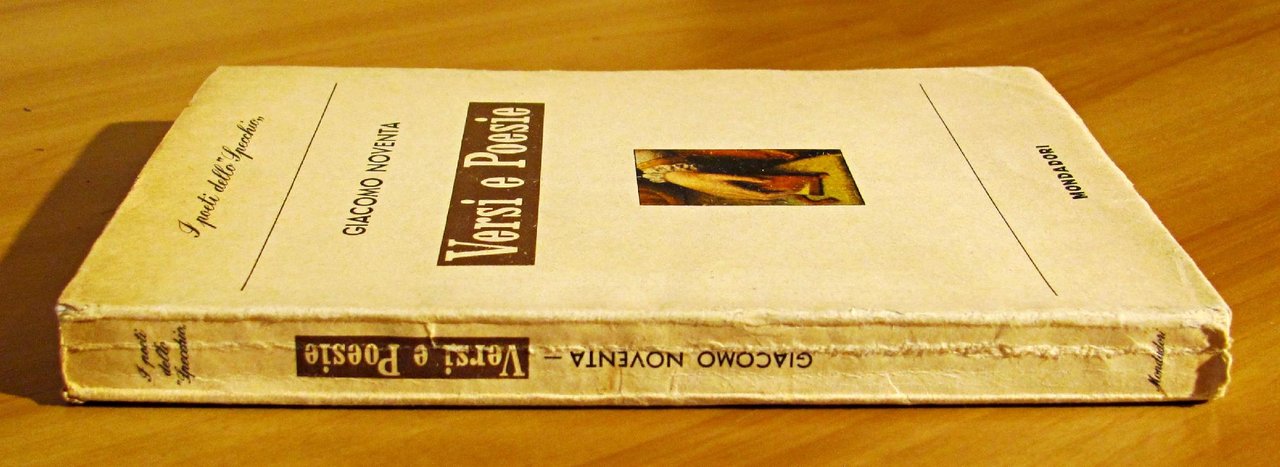 I poeti dello "Specchio„
GIACOMO NOVENTA
Versi e Poesie
MONDADORI
I poeti
dello
"Specchio„
Versi e Poesie
— GIACOMO NOVENTA
Mondadori